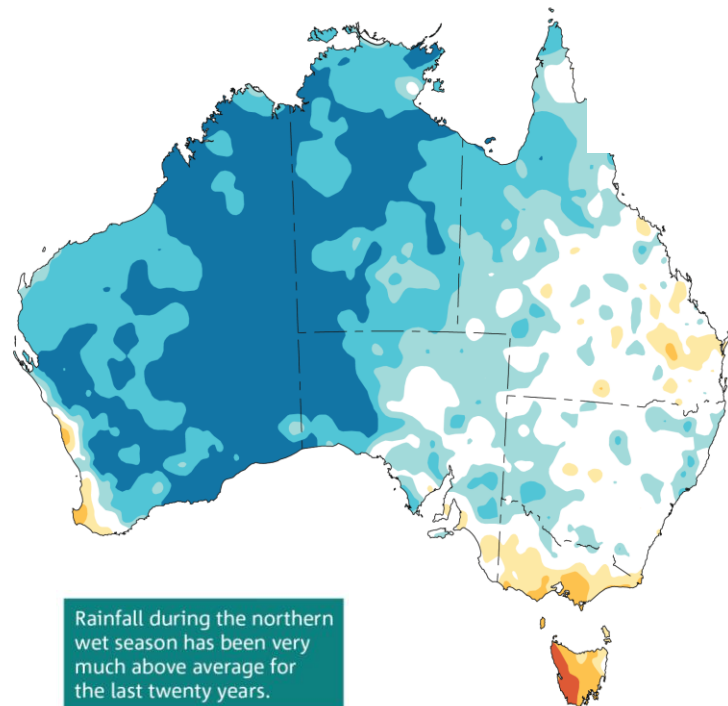 Rainfall during the northern
wet season has been very
much above average for
the last twenty years.